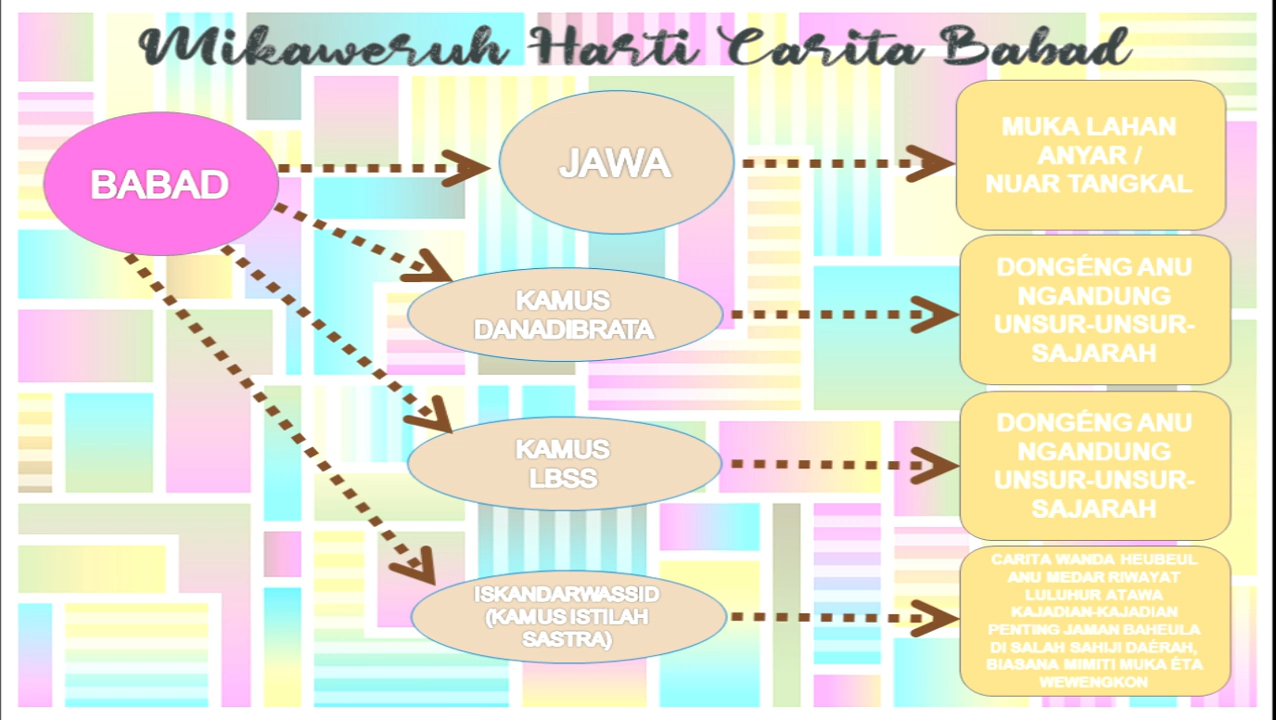 Mikaweruh Harti Carita Babad
BABAD
JAWA
MUKA LAHAN
ANYAR /
NUAR TANGKAL
KAMUS
DANADIBRATA
DONGÉNG ANU
NGANDUNG
UNSUR-UNSUR-
SAJARAH
KAMUS
LBSS
DONGÉNG ANU
NGANDUNG
UNSUR-UNSUR-
SAJARAH
ISKANDARWASSID
(KAMUS ISTILAH
SASTRA)
CARITA WANDA HEUBEUL
ANU MEDAR RIWAYAT
LULUHUR ATAWA
KAJADIAN-KAJADIAN
PENTING JAMAN BAHEULA
DI SALAH SAHIJI DAÉRAH,
BIASANA MIMITI MUKA ÉTA
WEWENGKON